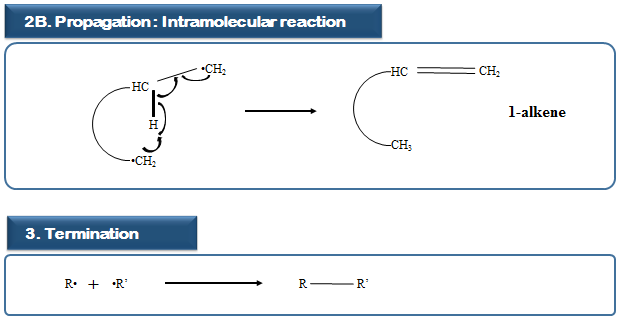 2B. Propagation: Intramolecular reaction
•CH₂
HC
H
•CH₂
HC CH₂
1-alkene
CH₃
3. Termination
R• + •R’ R R’